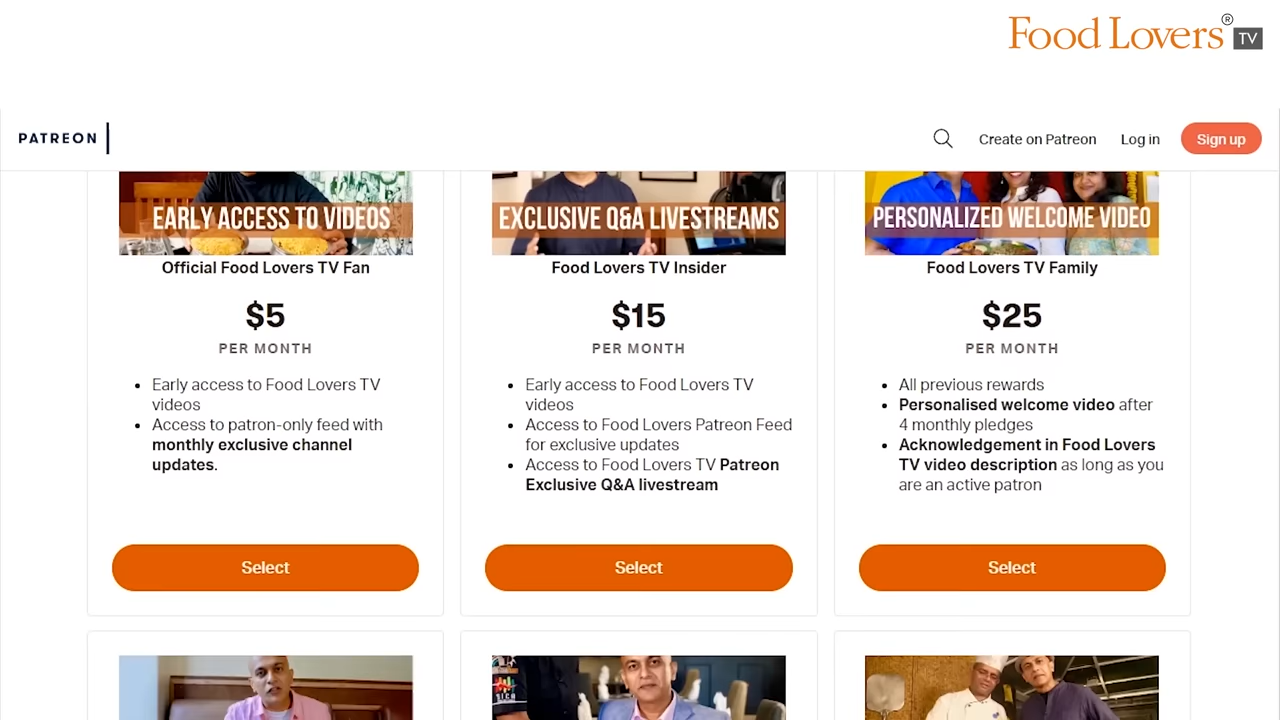 Food Lovers®
TV
PATREON
Create on Patreon
Log in
Sign up
EARLY ACCESS TO VIDEOS
Official Food Lovers TV Fan
$5
PER MONTH
• Early access to Food Lovers TV
videos
• Access to patron-only feed with
monthly exclusive channel
updates.
Select
EXCLUSIVE Q&A LIVESTREAMS
Food Lovers TV Insider
$15
PER MONTH
• Early access to Food Lovers TV
videos
• Access to Food Lovers Patreon Feed
for exclusive updates
• Access to Food Lovers TV Patreon
Exclusive Q&A livestream
Select
PERSONALIZED WELCOME VIDEO
Food Lovers TV Family
$25
PER MONTH
• All previous rewards
• Personalised welcome video after
4 monthly pledges
• Acknowledgement in Food Lovers
TV video description as long as you
are an active patron
Select